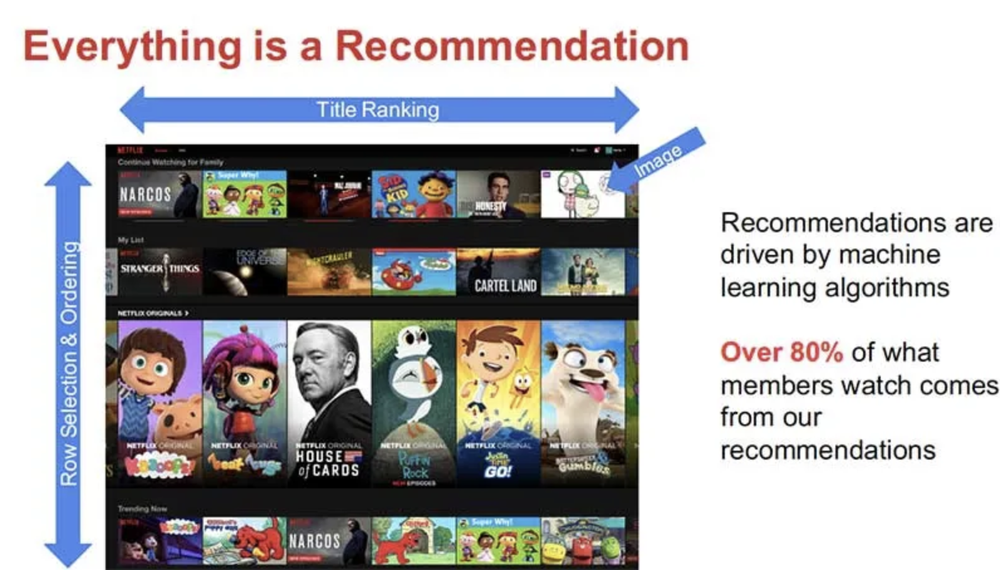 Everything is a Recommendation
Title Ranking
Image
Row Selection & Ordering
NETFLIX
Continue Watching for Family
NARCOS
Super Why!
SID
KID
HONESTY
My List
STRANGER THINGS
EDGE OF
UNIVERSE
NIGHTCRAWLER
CARTEL LAND
NETFLIX ORIGINALS >
NETFLIX ORIGINAL
NETFLIX ORIGINAL
beat bugs
NETFLIX ORIGINAL
HOUSE
of CARDS
NETFLIX ORIGINAL
PUFFIN
ROCK
NEW EPISODES
NETFLIX ORIGINAL
Justin
Time
GO!
NETFLIX ORIGINAL
Gumbles
Trending Now
NARCOS
Super Why!
Recommendations are
driven by machine
learning algorithms
Over 80% of what
members watch comes
from our
recommendations